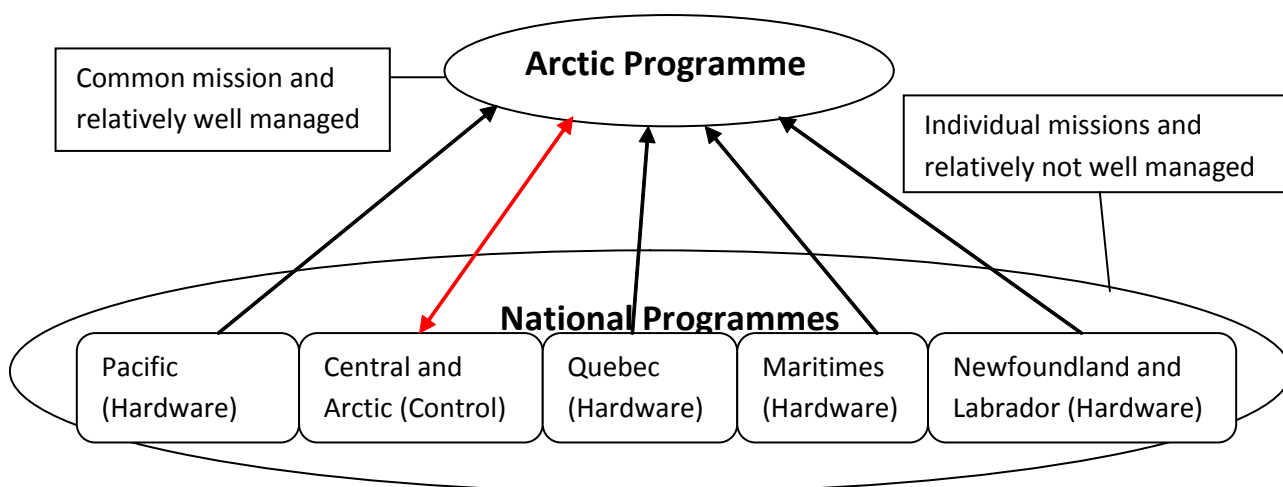 Arctic Programme
Common mission and
relatively well managed
Individual missions and
relatively not well managed
National Programmes
Pacific
(Hardware)
Central and
Arctic (Control)
Quebec
(Hardware)
Maritimes
(Hardware)
Newfoundland and
Labrador (Hardware)